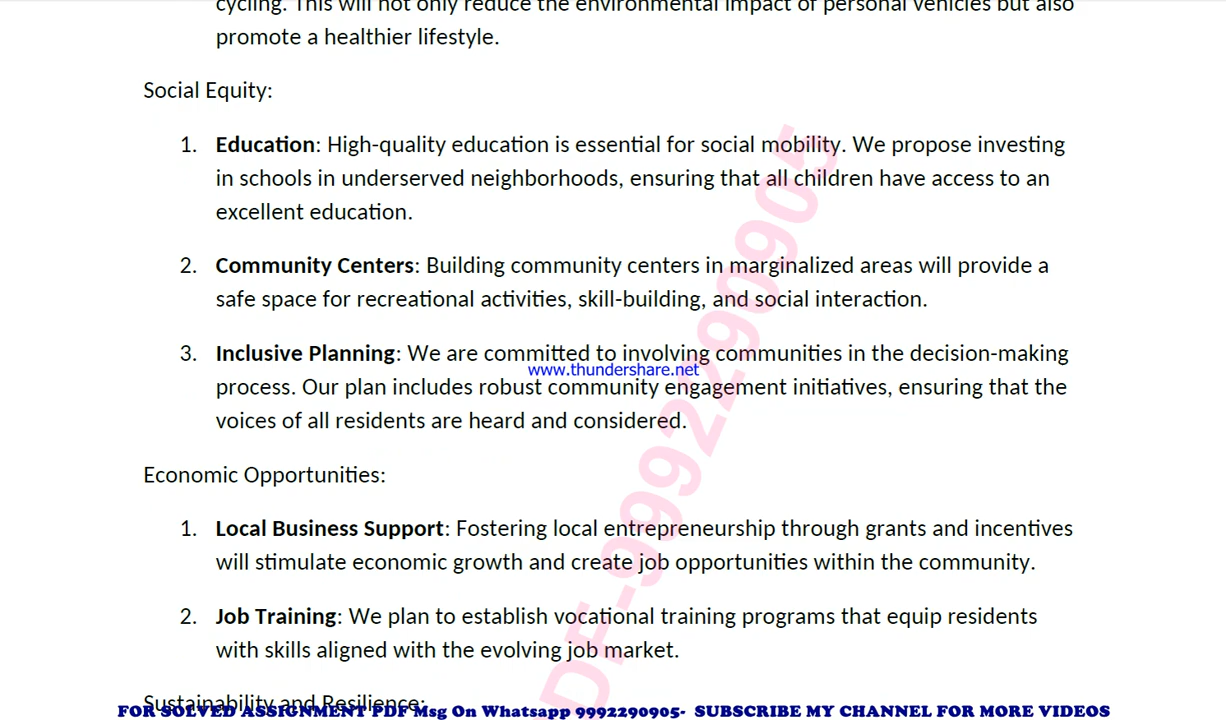 cycling. This will not only reduce the environmental impact of personal vehicles but also
promote a healthier lifestyle.
Social Equity:
1. Education: High-quality education is essential for social mobility. We propose investing
in schools in underserved neighborhoods, ensuring that all children have access to an
excellent education.
2. Community Centers: Building community centers in marginalized areas will provide a
safe space for recreational activities, skill-building, and social interaction.
3. Inclusive Planning: We are committed to involving communities in the decision-making
www.thundershare.net
process. Our plan includes robust community engagement initiatives, ensuring that the
voices of all residents are heard and considered.
Economic Opportunities:
1. Local Business Support: Fostering local entrepreneurship through grants and incentives
will stimulate economic growth and create job opportunities within the community.
2. Job Training: We plan to establish vocational training programs that equip residents
with skills aligned with the evolving job market.
Sustainability and Resilience:
FOR SOLVED ASSIGNMENT PDF Msg On Whatsapp 9992290905- SUBSCRIBE MY CHANNEL FOR MORE VIDEOS
DF-9992290905